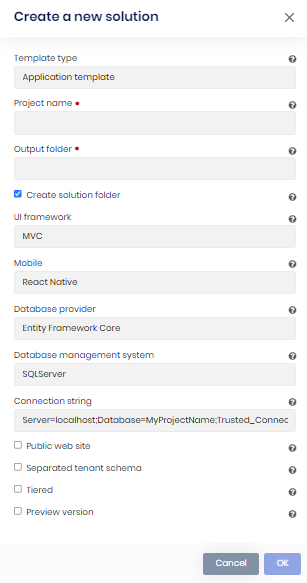 Create a new solution
Template type
Application template
Project name •
Output folder •
Create solution folder
UI framework
MVC
Mobile
React Native
Database provider
Entity Framework Core
Database management system
SQLServer
Connection string
Server=localhost;Database=MyProjectName;Trusted_Connec
Public web site
Separated tenant schema
Tiered
Preview version
Cancel OK